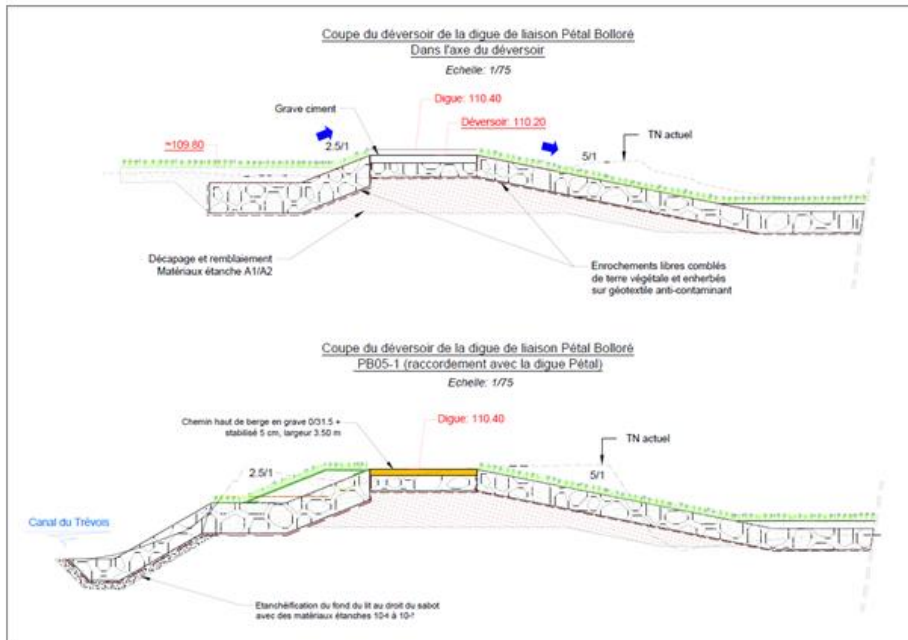 Coupe du déversoir de la digue de liaison Pétal Bolloré
Dans l'axe du déversoir
Echelle: 1/75
Grave ciment
Digue: 110.40
Déversoir: 110.20
~109.80
2.5/1
5/1
TN actuel
Décapage et remblaiement
Matériaux étanche A1/A2
Enrochements libres comblés
de terre végétale et enherbés
sur géotextile anti-contaminant
Coupe du déversoir de la digue de liaison Pétal Bolloré
PB05-1 (raccordement avec la digue Pétal)
Echelle: 1/75
Chemin haut de berge en grave 0/31.5 +
stabilisé 5 cm, largeur 3.50 m
Digue: 110.40
TN actuel
2.5/1
5/1
Canal du Trévois
Etanchéification du fond du lit au droit du sabot
avec des matériaux étanches